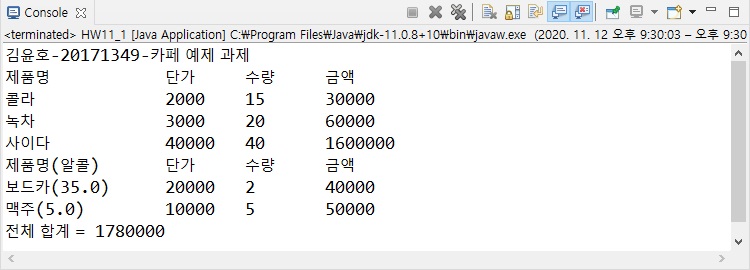 Console
<terminated> HW11_1 [Java Application] C:₩Program Files₩Java₩jdk-11.0.8+10₩bin₩javaw.exe (2020. 11. 12 오후 9:30:03 – 오후 9:30
김윤호-20171349-카페 예제 과제
제품명 단가 수량 금액
콜라 2000 15 30000
녹차 3000 20 60000
사이다 40000 40 1600000
제품명(알콜) 단가 수량 금액
보드카(35.0) 20000 2 40000
맥주(5.0) 10000 5 50000
전체 합계 = 1780000